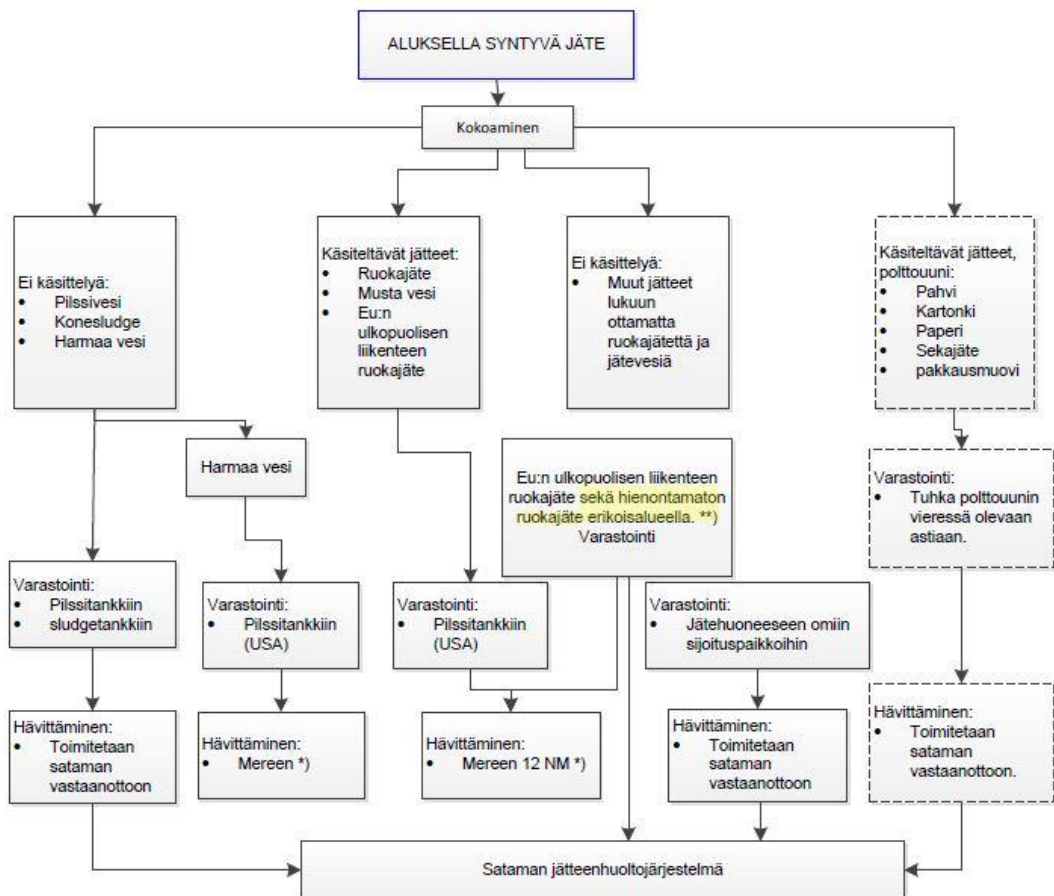 ALUKSELLA SYNTYVÄ JÄTE
Kokoaminen
Ei käsittelyä:
• Pilssivesi
• Konesludge
• Harmaa vesi
Käsiteltävät jätteet:
• Ruokajäte
• Musta vesi
• Eu:n
ulkopuolisen
liikenteen
ruokajäte
Ei käsittelyä:
• Muut jätteet
lukuun
ottamatta
ruokajätettä ja
jätevesiä
Käsiteltävät jätteet,
polttouuni:
• Pahvi
• Kartonki
• Paperi
• Sekajäte
• pakkausmuovi
Harmaa vesi
Eu:n ulkopuolisen liikenteen
ruokajäte sekä hienontamaton
ruokajäte erikoisalueella. **)
Varastointi
Varastointi:
• Tuhka polttouunin
vieressä olevaan
astiaan.
Varastointi:
• Pilssitankkiin
• sludgetankkiin
Varastointi:
• Pilssitankkiin
(USA)
Varastointi:
• Pilssitankkiin
(USA)
Varastointi:
• Jätehuoneeseen omiin
sijoituspaikkoihin
Hävittäminen:
• Toimitetaan
sataman
vastaanottoon
Hävittäminen:
• Mereen *)
Hävittäminen:
• Mereen 12 NM *)
Hävittäminen:
• Toimitetaan
sataman
vastaanottoon
Hävittäminen:
• Toimitetaan
sataman
vastaanottoon.
Sataman jätteenhuoltojärjestelmä